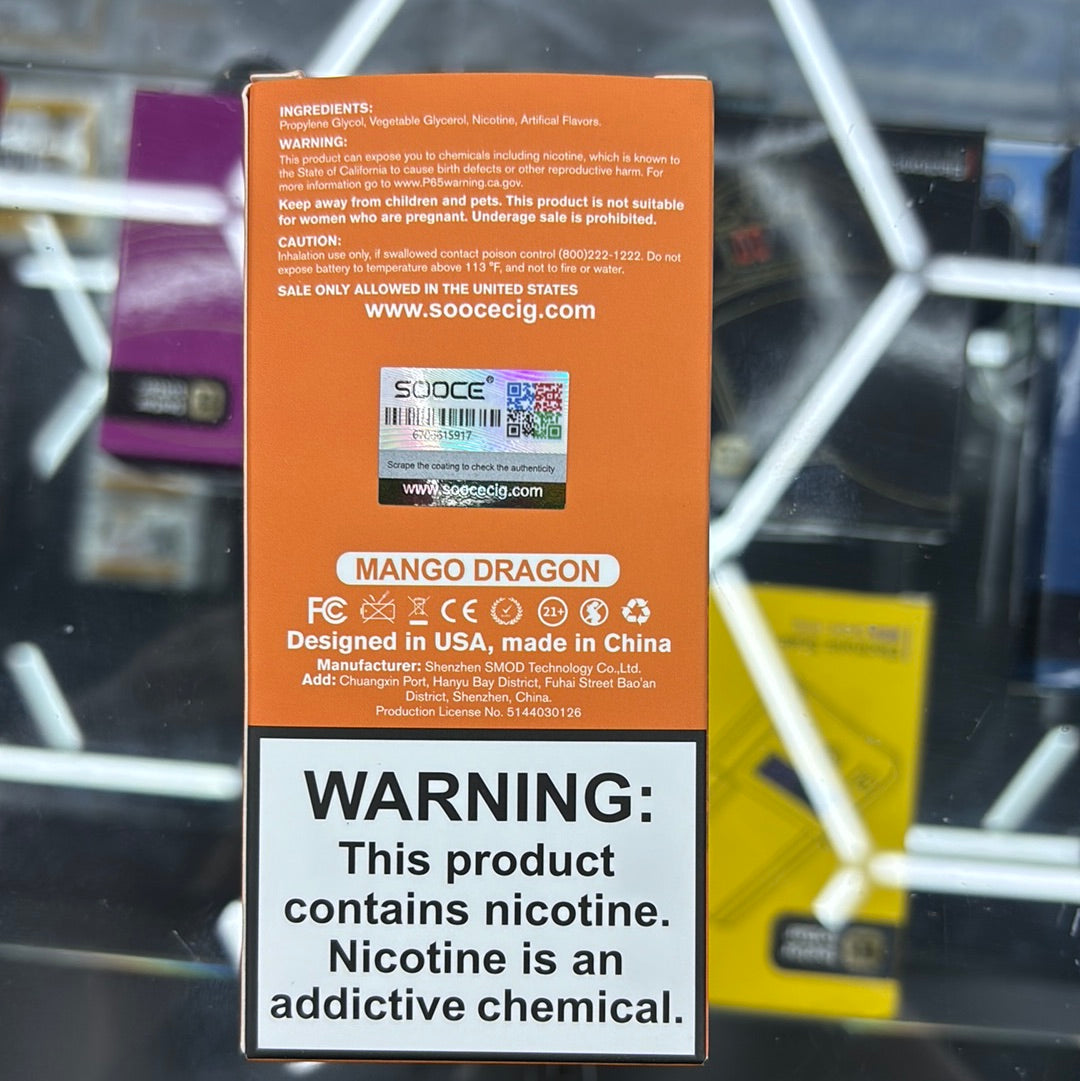 INGREDIENTS:
Propylene Glycol, Vegetable Glycerol, Nicotine, Artifical Flavors.
WARNING:
This product can expose you to chemicals including nicotine, which is known to
the State of California to cause birth defects or other reproductive harm. For
more information go to www.P65warning.ca.gov.
Keep away from children and pets. This product is not suitable
for women who are pregnant. Underage sale is prohibited.
CAUTION:
Inhalation use only, if swallowed contact poison control (800)222-1222. Do not
expose battery to temperature above 113 °F, and not to fire or water.
SALE ONLY ALLOWED IN THE UNITED STATES
www.soocecig.com
SOOCE®
Scrape the coating to check the authenticity
www.soocecig.com
MANGO DRAGON
FC CE 21+
Designed in USA, made in China
Manufacturer: Shenzhen SMOD Technology Co.,Ltd.
Add: Chuangxin Port, Hanyu Bay District, Fuhai Street Bao'an
District, Shenzhen, China.
Production License No. 5144030126
WARNING:
This product
contains nicotine.
Nicotine is an
addictive chemical.